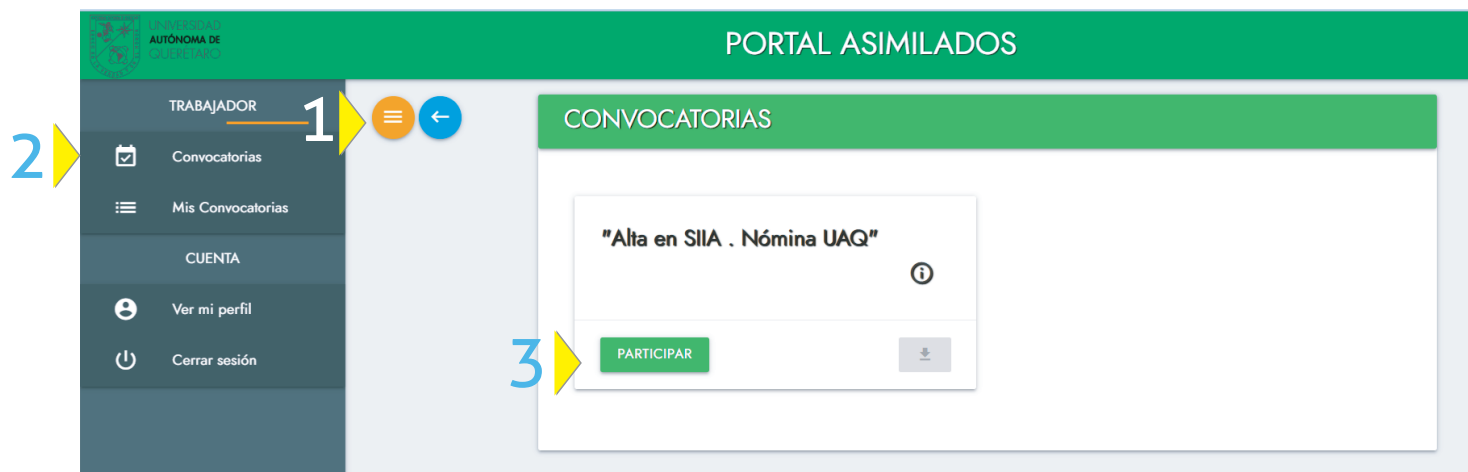 UNIVERSIDAD
AUTÓNOMA DE
QUERÉTARO
PORTAL ASIMILADOS
TRABAJADOR
1
2
Convocatorias
Mis Convocatorias
CUENTA
Ver mi perfil
Cerrar sesión
CONVOCATORIAS
"Alta en SIIA . Nómina UAQ"
3
PARTICIPAR